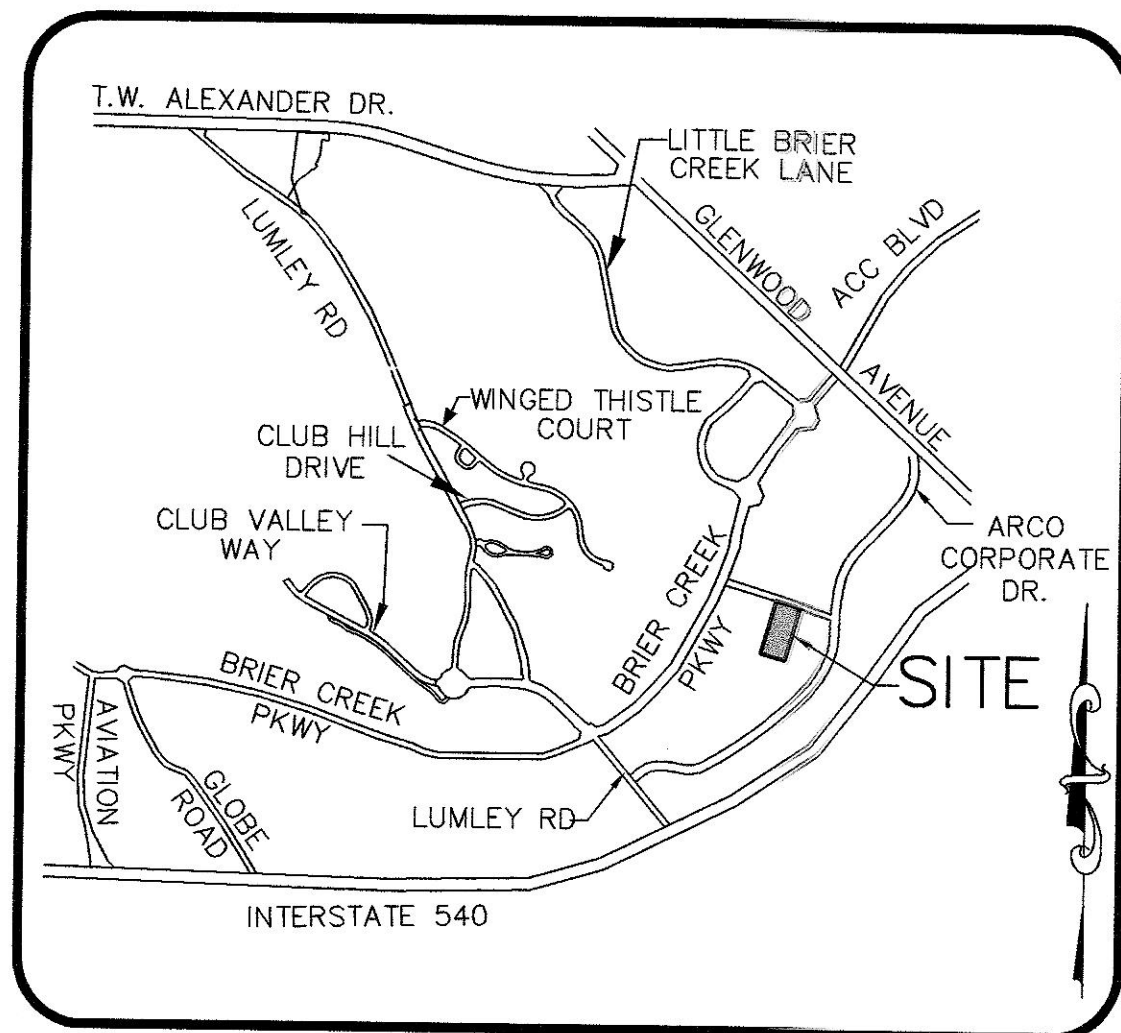 T.W. ALEXANDER DR.
LITTLE BRIER
CREEK LANE
LUMLEY RD
GLENWOOD
AVENUE
ACC BLVD
WINGED THISTLE
COURT
CLUB HILL
DRIVE
CLUB VALLEY
WAY
ARCO
CORPORATE
DR.
BRIER CREEK
PKWY
SITE
BRIER CREEK
PKWY
AVIATION
PKWY
GLOBE
ROAD
LUMLEY RD
INTERSTATE 540